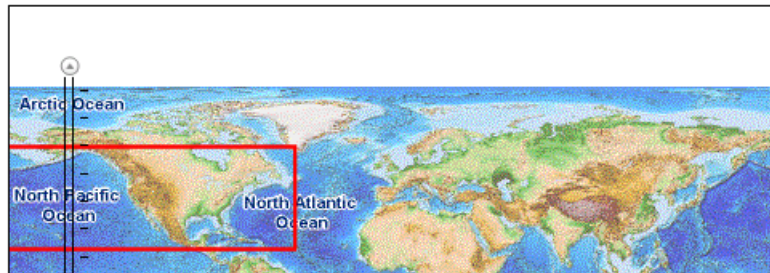 Arctic Ocean
North Pacific
Ocean
North Atlantic
Ocean